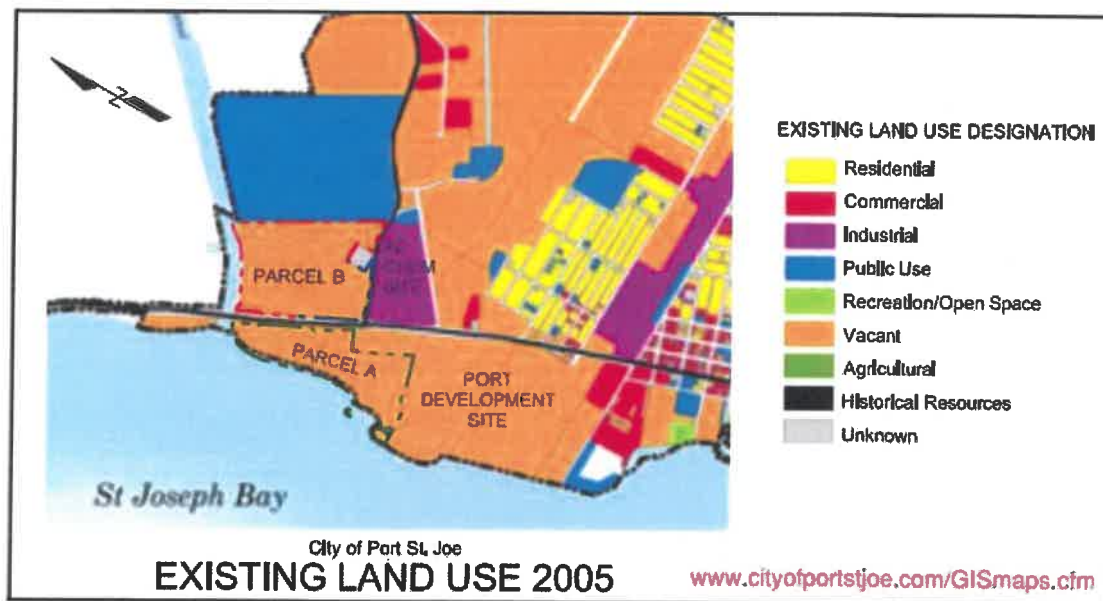 N
EXISTING LAND USE DESIGNATION
Residential
Commercial
Industrial
Public Use
Recreation/Open Space
Vacant
Agricultural
Historical Resources
Unknown
PARCEL B
CHEM
SITE
PARCEL A
PORT
DEVELOPMENT
SITE
St Joseph Bay
City of Port St. Joe
EXISTING LAND USE 2005
www.cityofportstjoe.com/GISmaps.cfm